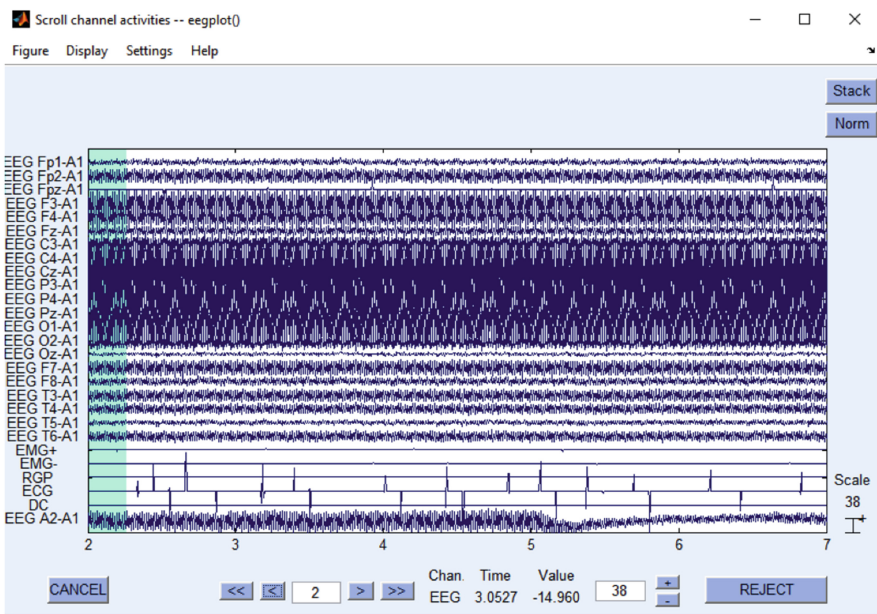 Scroll channel activities -- eegplot()
Figure Display Settings Help
Stack
Norm
EEG Fp1-A1
EEG Fp2-A1
EEG Fpz-A1
EEG F3-A1
EEG F4-A1
EEG Fz-A1
EEG C3-A1
EEG C4-A1
EEG Cz-A1
EEG P3-A1
EEG P4-A1
EEG Pz-A1
EEG O1-A1
EEG O2-A1
EEG Oz-A1
EEG F7-A1
EEG F8-A1
EEG T3-A1
EEG T4-A1
EEG T5-A1
EEG T6-A1
EMG+
EMG-
RGP
ECG
DC
EEG A2-A1
Scale
38
+
2 3 4 5 6 7
Chan. Time Value
CANCEL << < 2 > >> EEG 3.0527 -14.960 38 + - REJECT